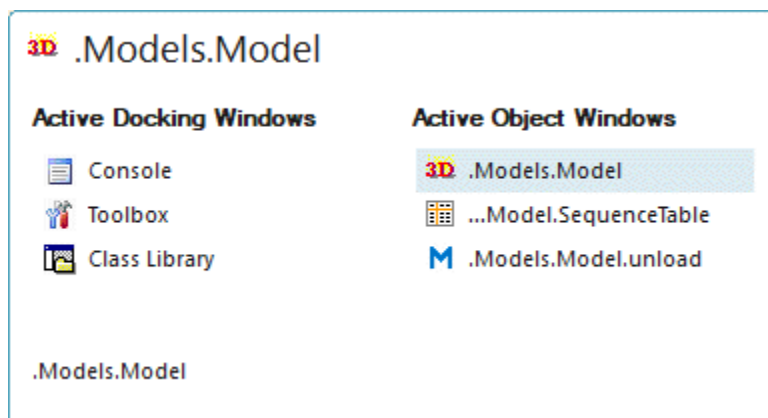 3D .Models.Model
Active Docking Windows
Console
Toolbox
Class Library
Active Object Windows
3D .Models.Model
...Model.SequenceTable
M .Models.Model.unload
.Models.Model